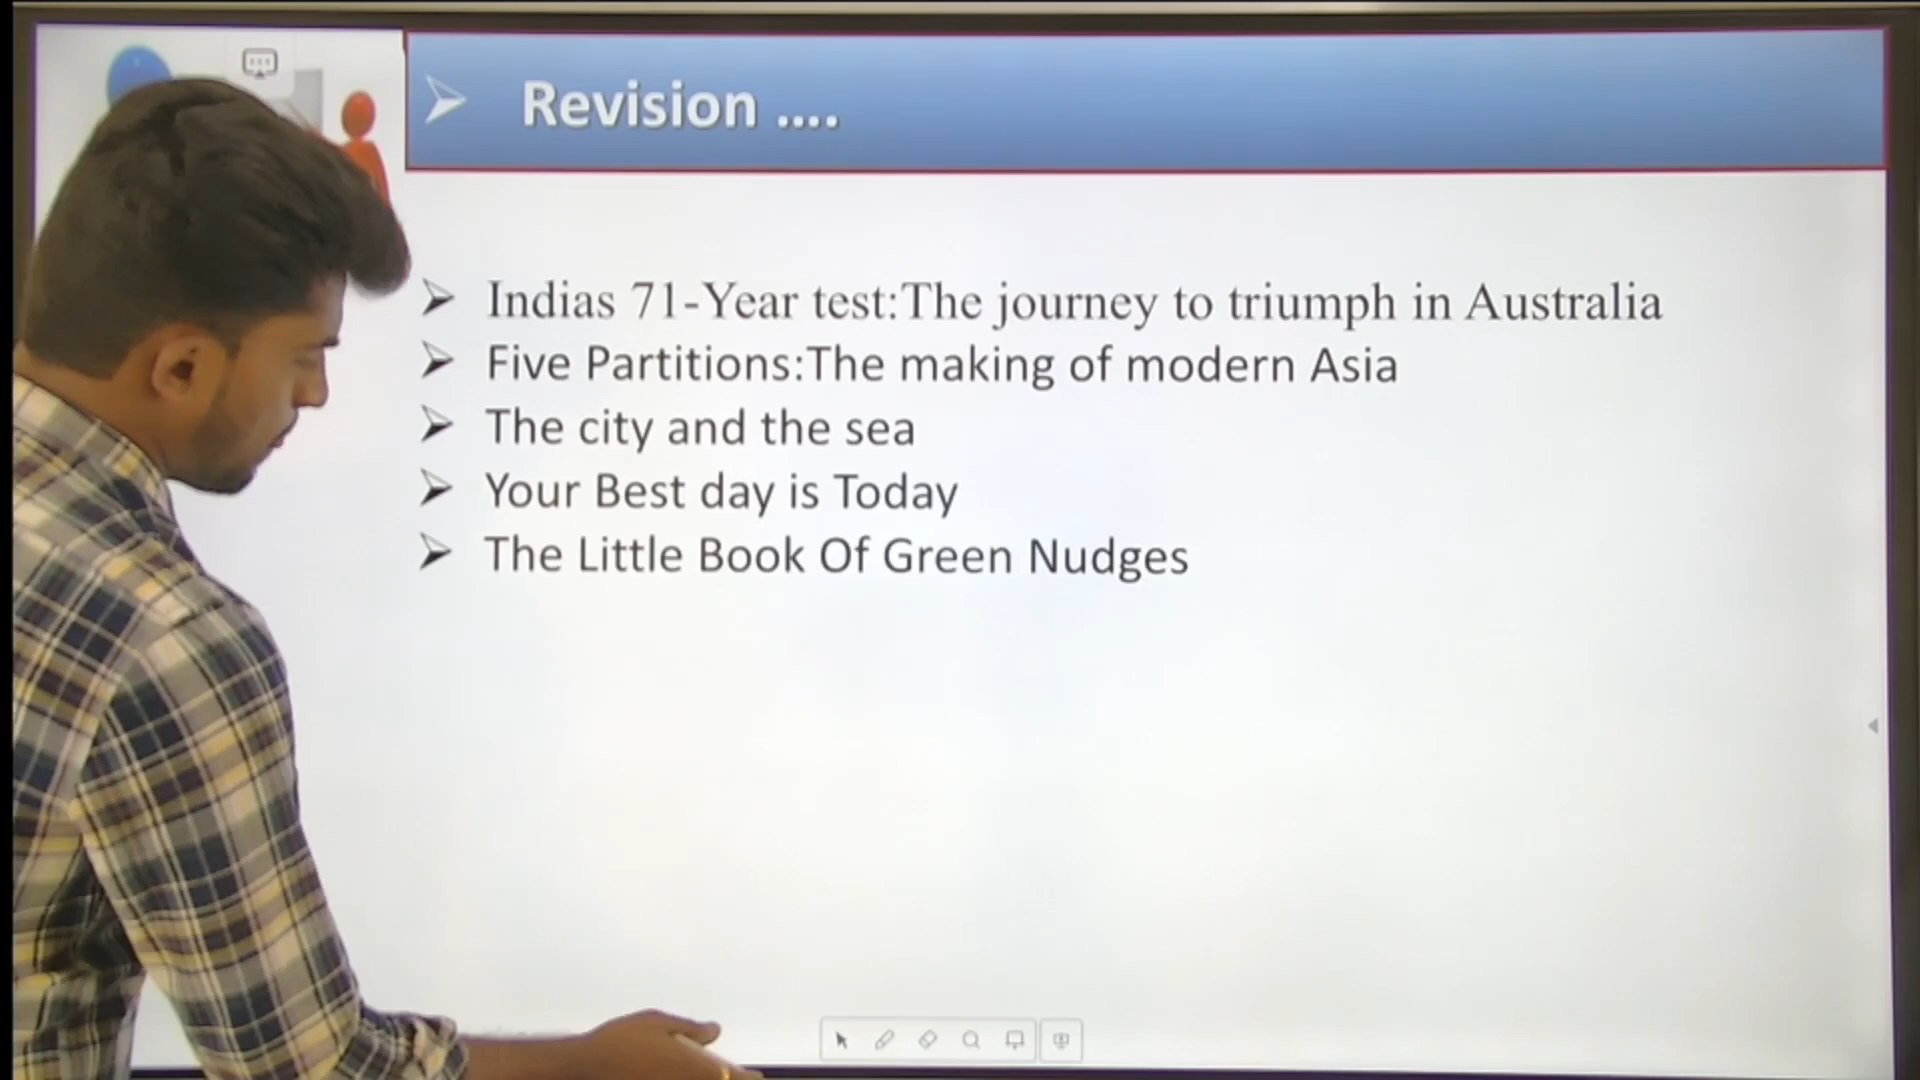 Revision ....
Indias 71-Year test:The journey to triumph in Australia
Five Partitions:The making of modern Asia
The city and the sea
Your Best day is Today
The Little Book Of Green Nudges